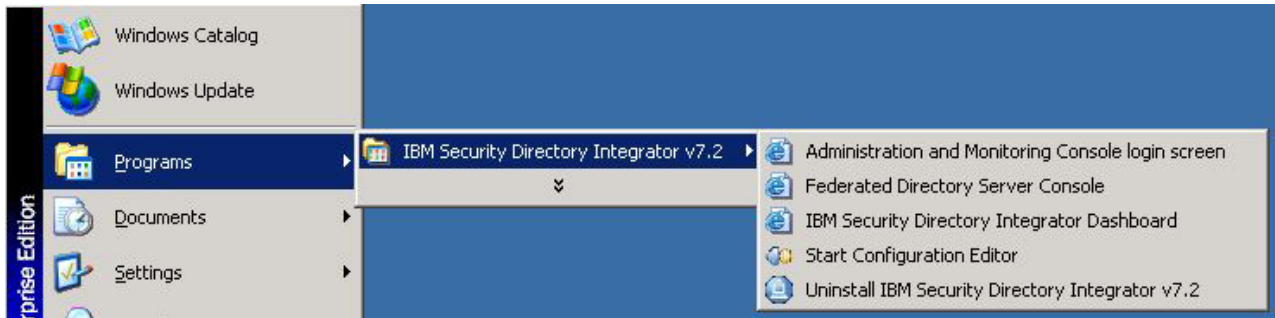 Windows Catalog
Windows Update
Programs
IBM Security Directory Integrator v7.2
Administration and Monitoring Console login screen
Federated Directory Server Console
IBM Security Directory Integrator Dashboard
Start Configuration Editor
Uninstall IBM Security Directory Integrator v7.2
Documents
Settings
Edition